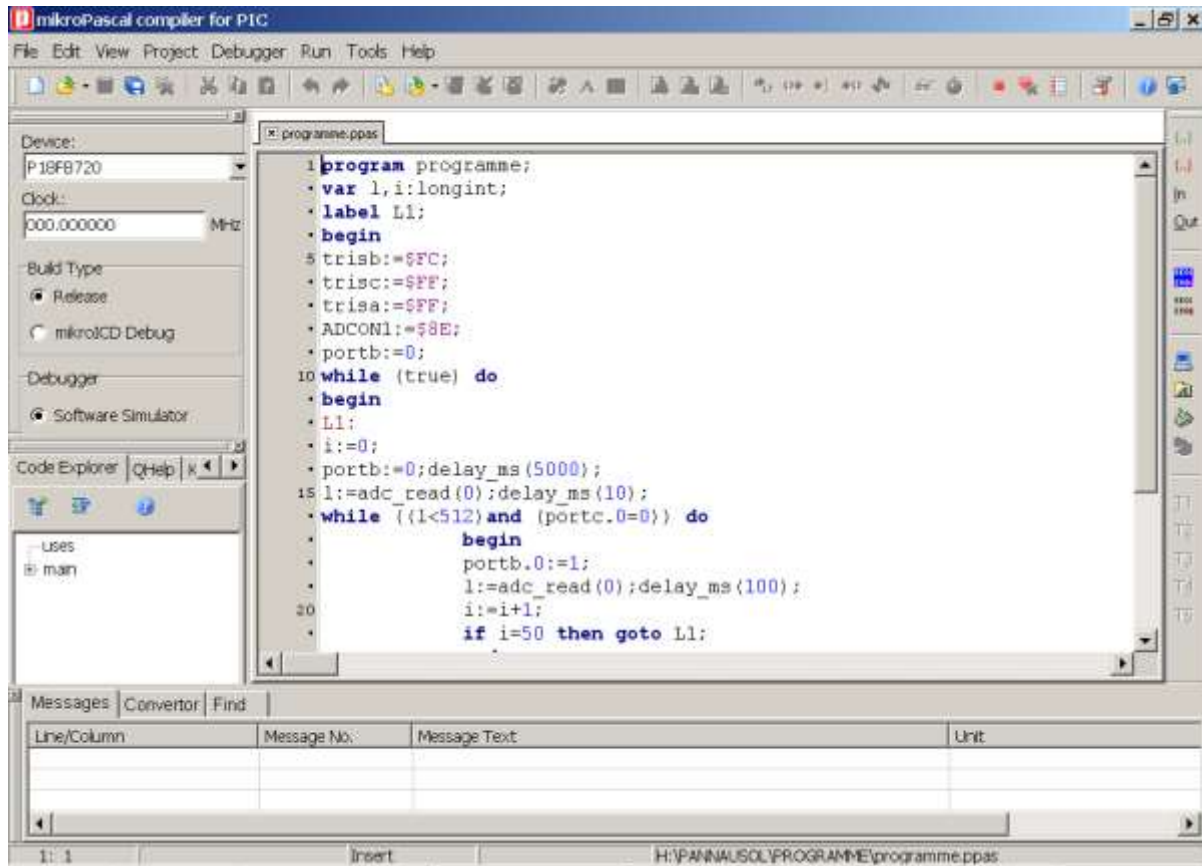 mikroPascal compiler for PIC
File Edit View Project Debugger Run Tools Help
Device:
P18F8720
Clock:
000.000000 MHz
Build Type
Release
mikroICD Debug
Debugger
Software Simulator
Code Explorer QHelp K
uses
main
programme.ppas
1 program programme;
var l,i:longint;
label L1;
begin
5 trisb:=$FC;
trisc:=$FF;
trisa:=$FF;
ADCON1:=$8E;
portb:=0;
10 while (true) do
begin
L1:
i:=0;
portb:=0;delay_ms(5000);
15 l:=adc_read(0);delay_ms(10);
while ((l<512)and (portc.0=0)) do
begin
portb.0:=1;
l:=adc_read(0);delay_ms(100);
20 i:=i+1;
if i=50 then goto L1;
In
Out
T1
T2
T3
T4
T5
Messages Convertor Find
Line/Column Message No. Message Text Unit
1: 1 Insert H:\PANNAUSOL\PROGRAMME\programme.ppas